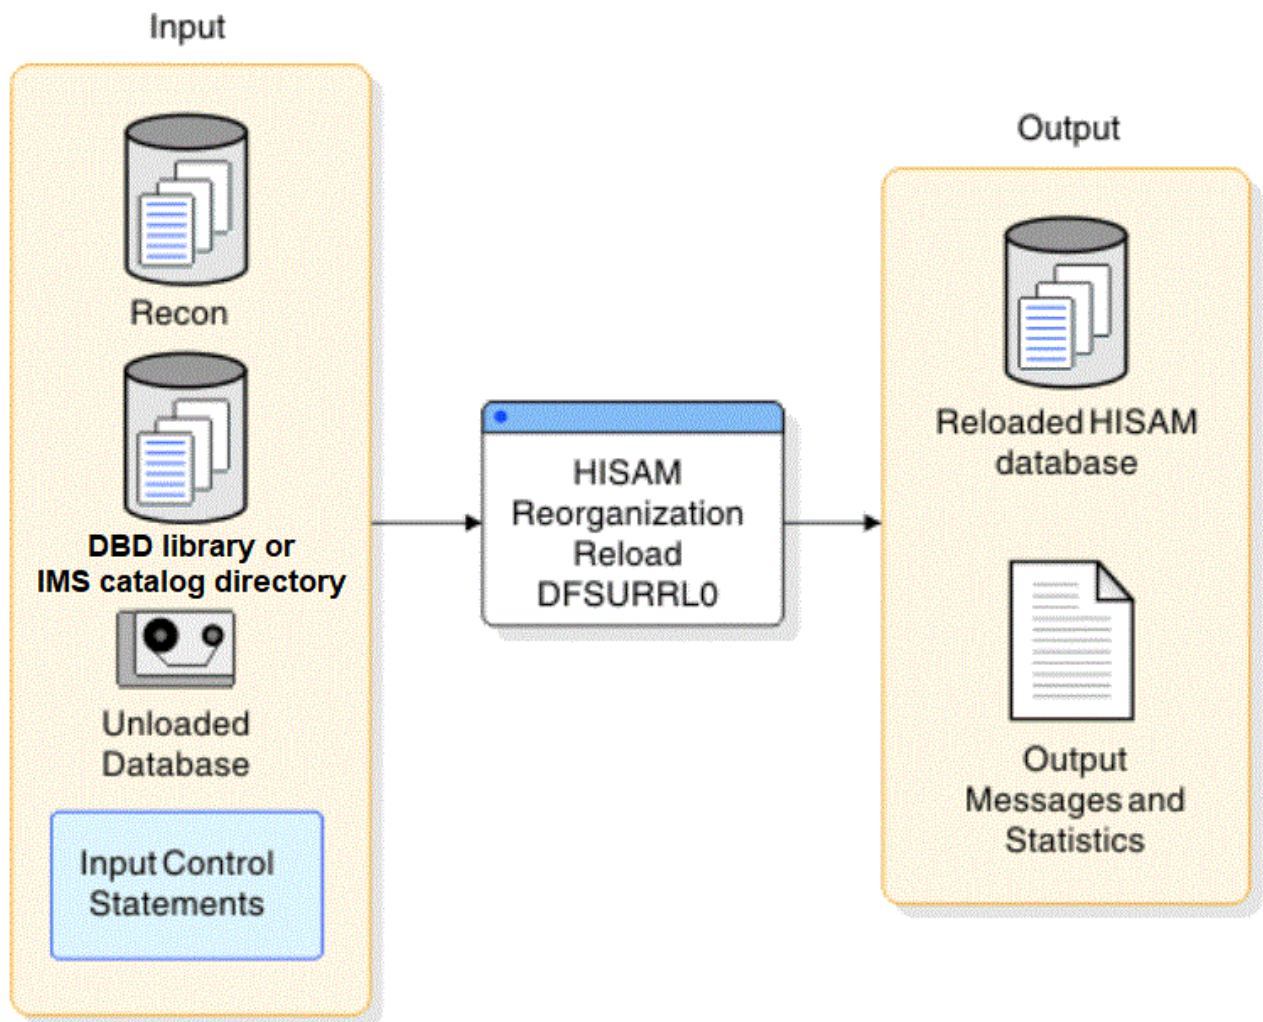 Input
Recon
DBD library or
IMS catalog directory
Unloaded
Database
Input Control
Statements
HISAM
Reorganization
Reload
DFSURRL0
Output
Reloaded HISAM
database
Output
Messages and
Statistics